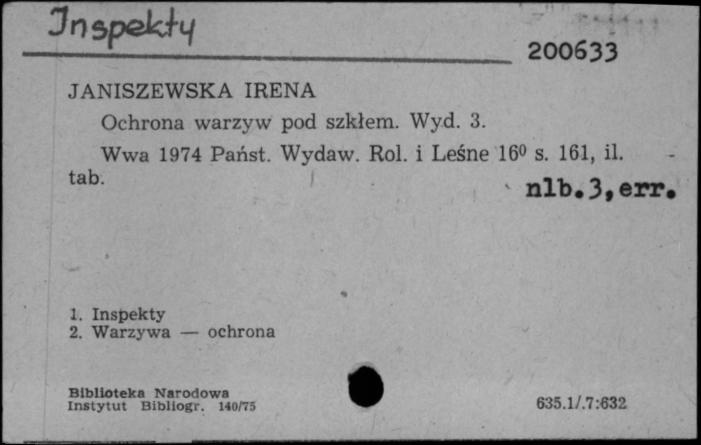 Inspekty
200633
JANISZEWSKA IRENA
Ochrona warzyw pod szkłem. Wyd. 3.
Wwa 1974 Państ. Wydaw. Rol. i Leśne 16⁰ s. 161, il.
tab.
nlb.3,err.
1. Inspekty
2. Warzywa — ochrona
Biblioteka Narodowa
Instytut Bibliogr. 140/75
635.1/.7:632